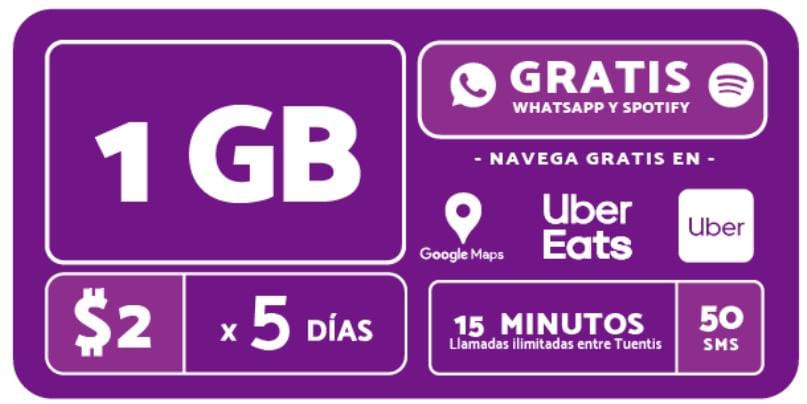 1 GB
$2
x 5 DÍAS
GRATIS
WHATSAPP Y SPOTIFY
- NAVEGA GRATIS EN -
Google Maps
Uber
Eats
Uber
15 MINUTOS
Llamadas ilimitadas entre Tuentis
50
SMS